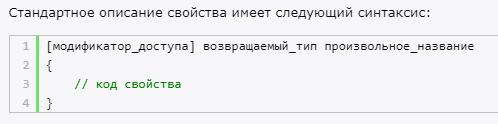 Стандартное описание свойства имеет следующий синтаксис:
1 [модификатор_доступа] возвращаемый_тип произвольное_название
2 {
3     // код свойства
4 }